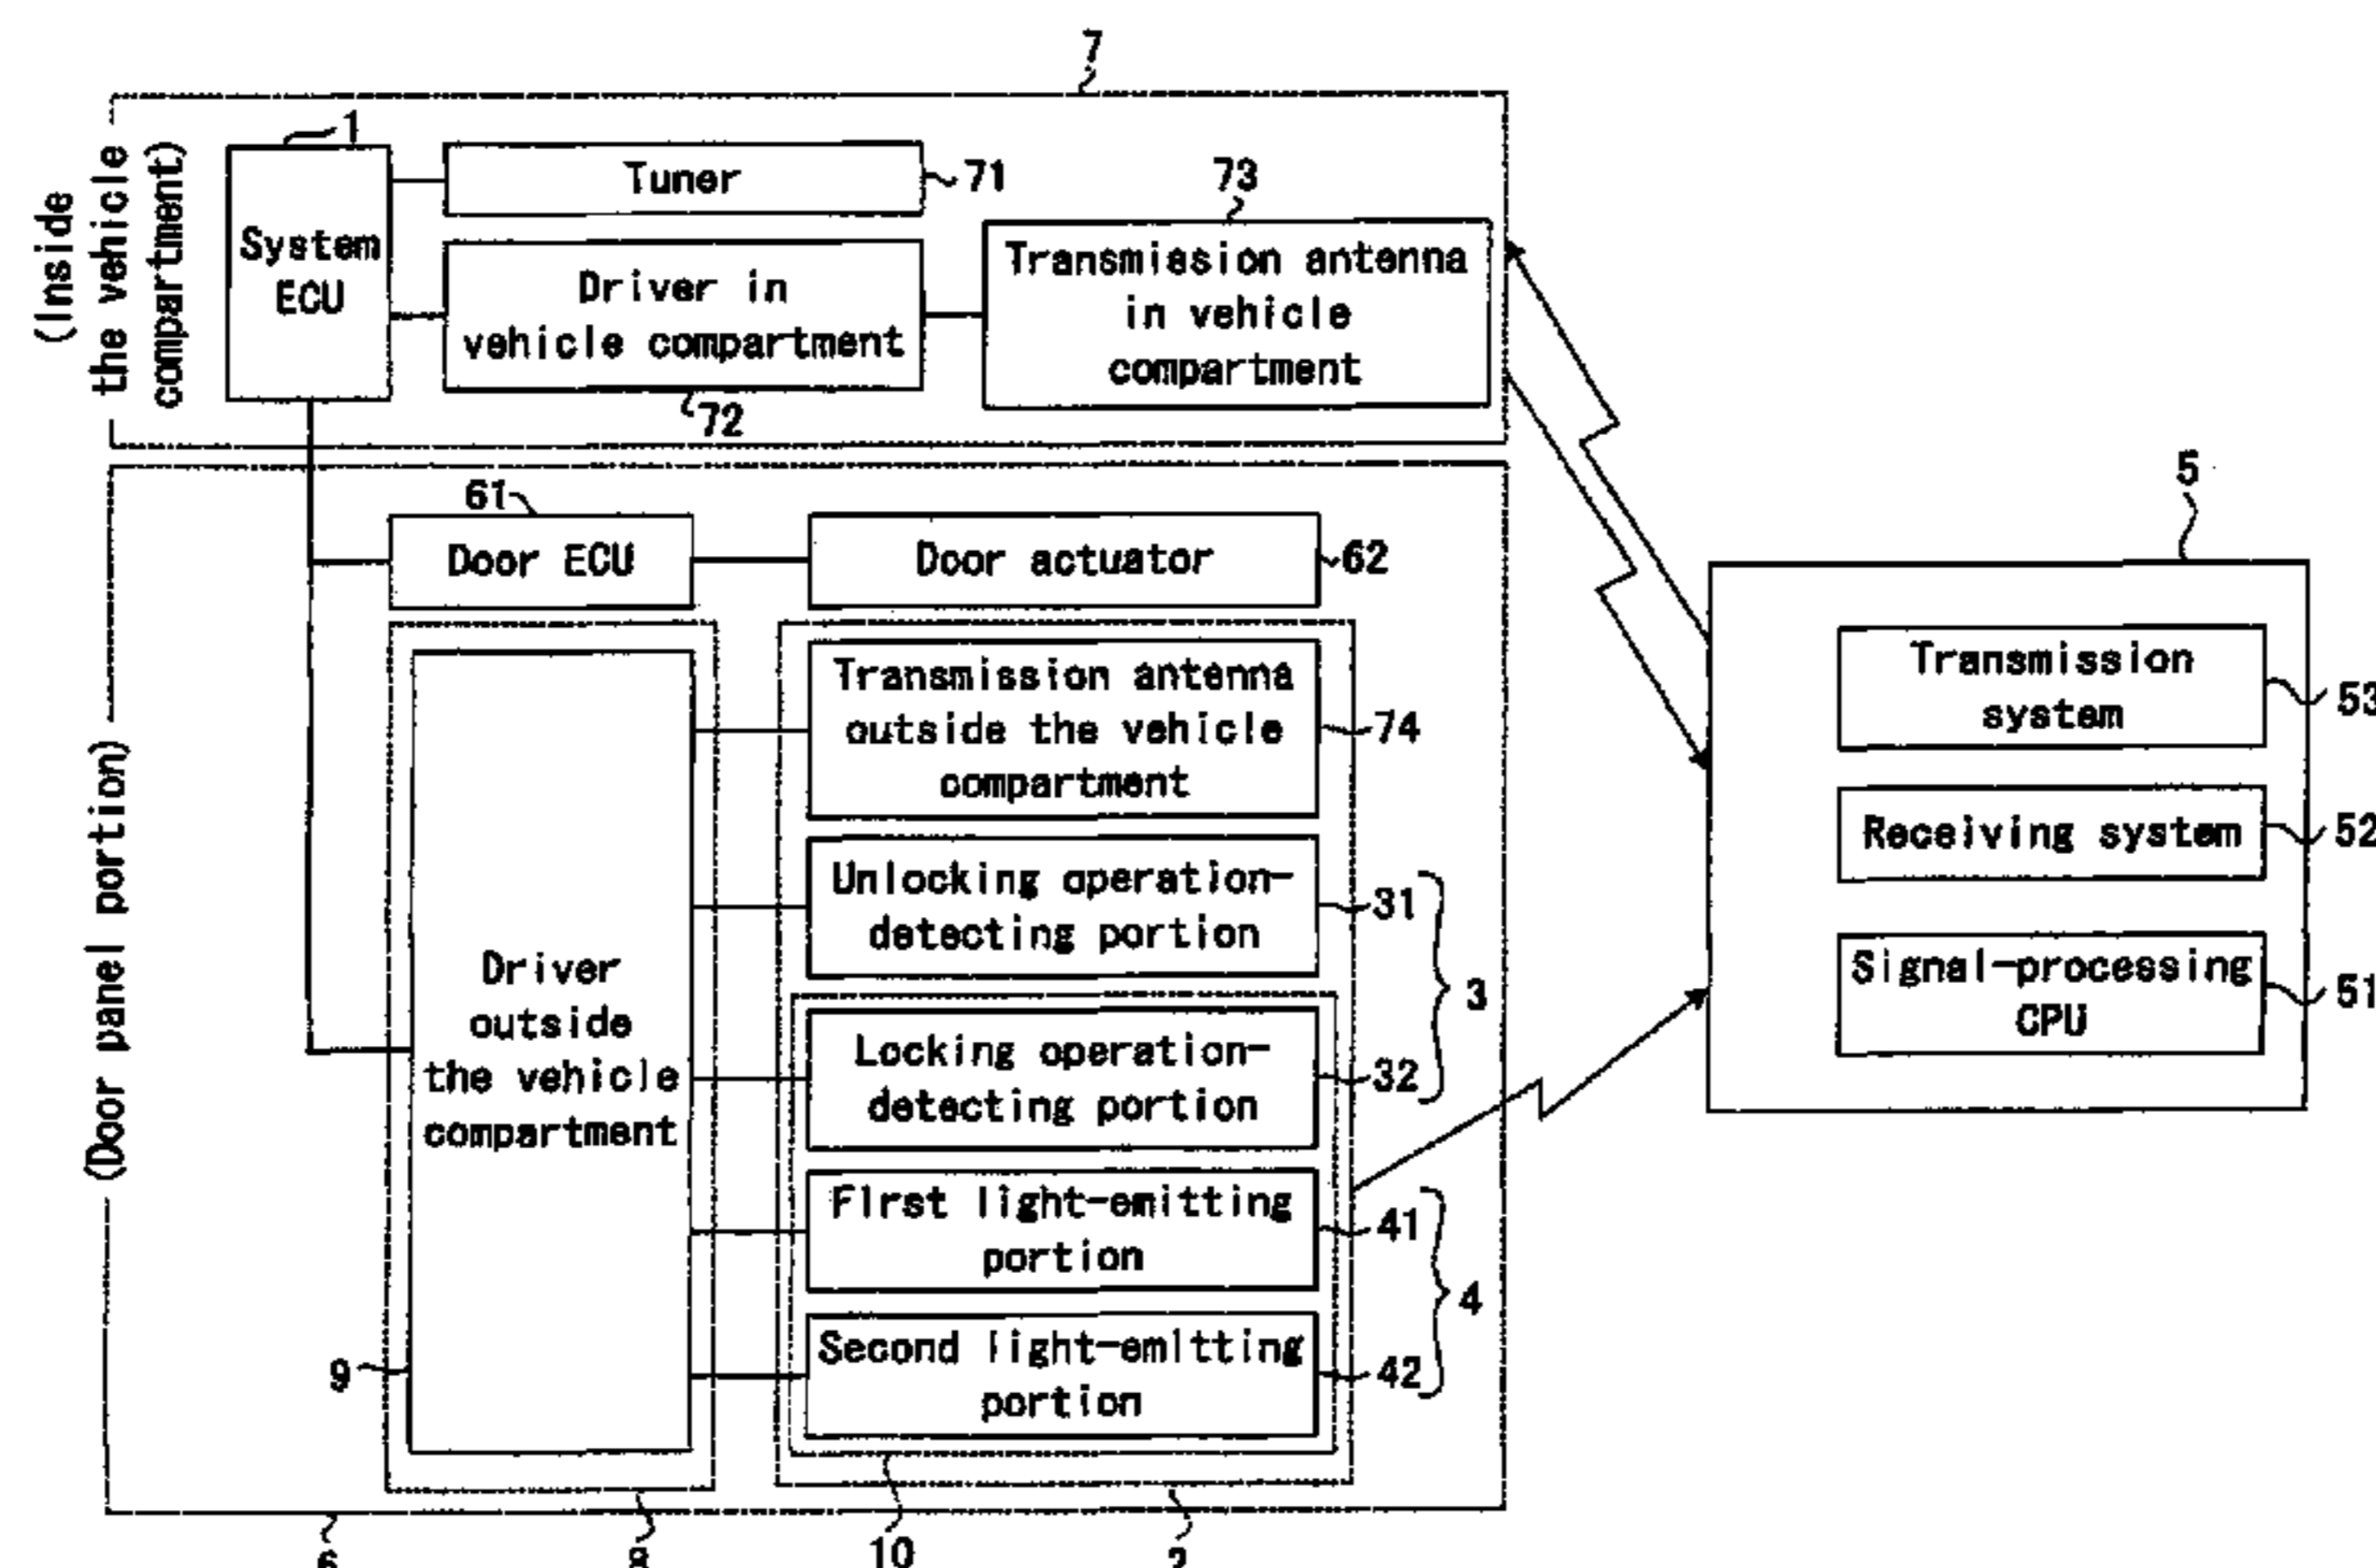 7
(Inside
the vehicle
compartment)
1
System
ECU
Tuner
71
Driver in
vehicle compartment
72
73
Transmission antenna
in vehicle
compartment
(Door panel portion)
61
Door ECU
Door actuator
62
Driver
outside
the vehicle
compartment
9
Transmission antenna
outside the vehicle
compartment
74
Unlocking operation-
detecting portion
31
Locking operation-
detecting portion
32
3
First light-emitting
portion
41
Second light-emitting
portion
42
4
5
Transmission
system
53
Receiving system
52
Signal-processing
CPU
51
6
8
10
2